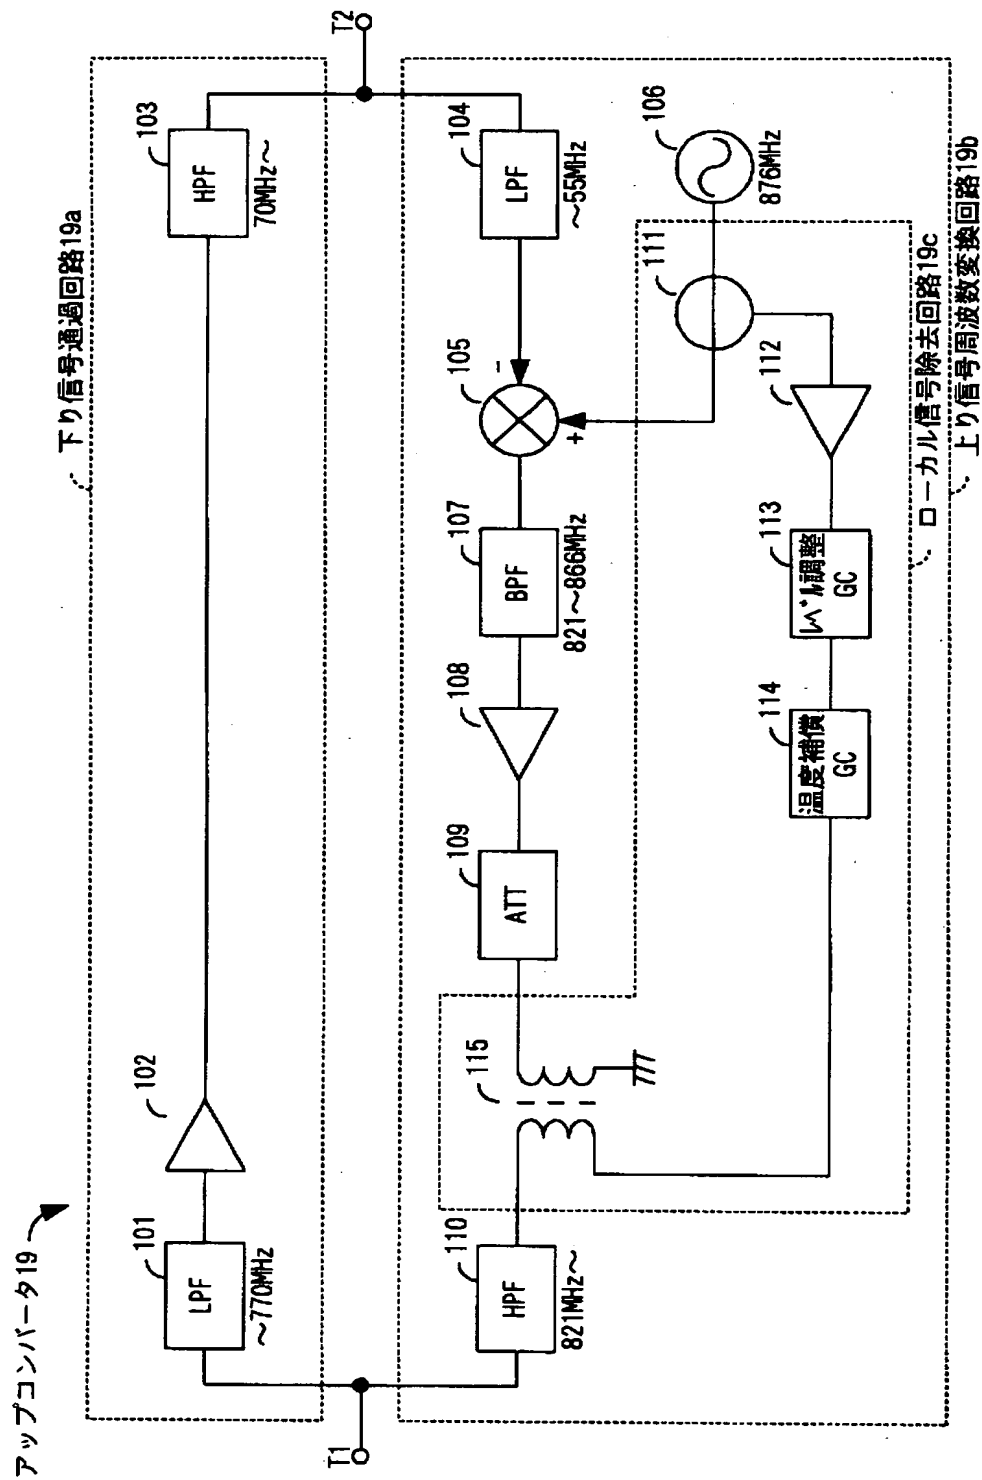 アップコンバータ19
下り信号通過回路19a
T1
T2
101
LPF
〜770MHz
102
103
HPF
70MHz〜
110
HPF
821MHz〜
115
109
ATT
108
107
BPF
821〜866MHz
105
-
+
104
LPF
〜55MHz
106
876MHz
111
112
113
レベル調整
GC
114
温度補償
GC
ローカル信号除去回路19c
上り信号周波数変換回路19b